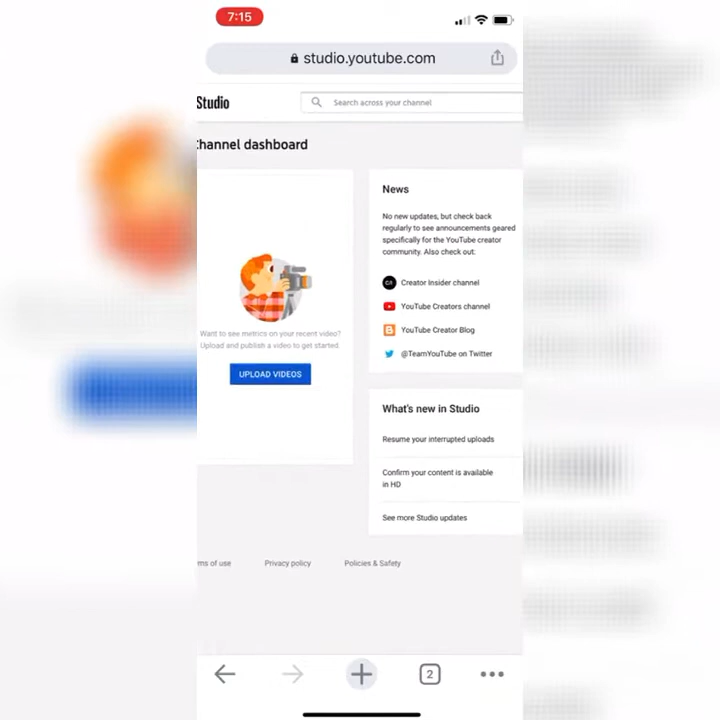 7:15
studio.youtube.com
Studio
Search across your channel
Channel dashboard
News
No new updates, but check back
regularly to see announcements geared
specifically for the YouTube creator
community. Also check out:
Creator Insider channel
YouTube Creators channel
YouTube Creator Blog
@TeamYouTube on Twitter
Want to see metrics on your recent video?
Upload and publish a video to get started.
UPLOAD VIDEOS
What's new in Studio
Resume your interrupted uploads
Confirm your content is available
in HD
See more Studio updates
ms of use
Privacy policy
Policies & Safety
2